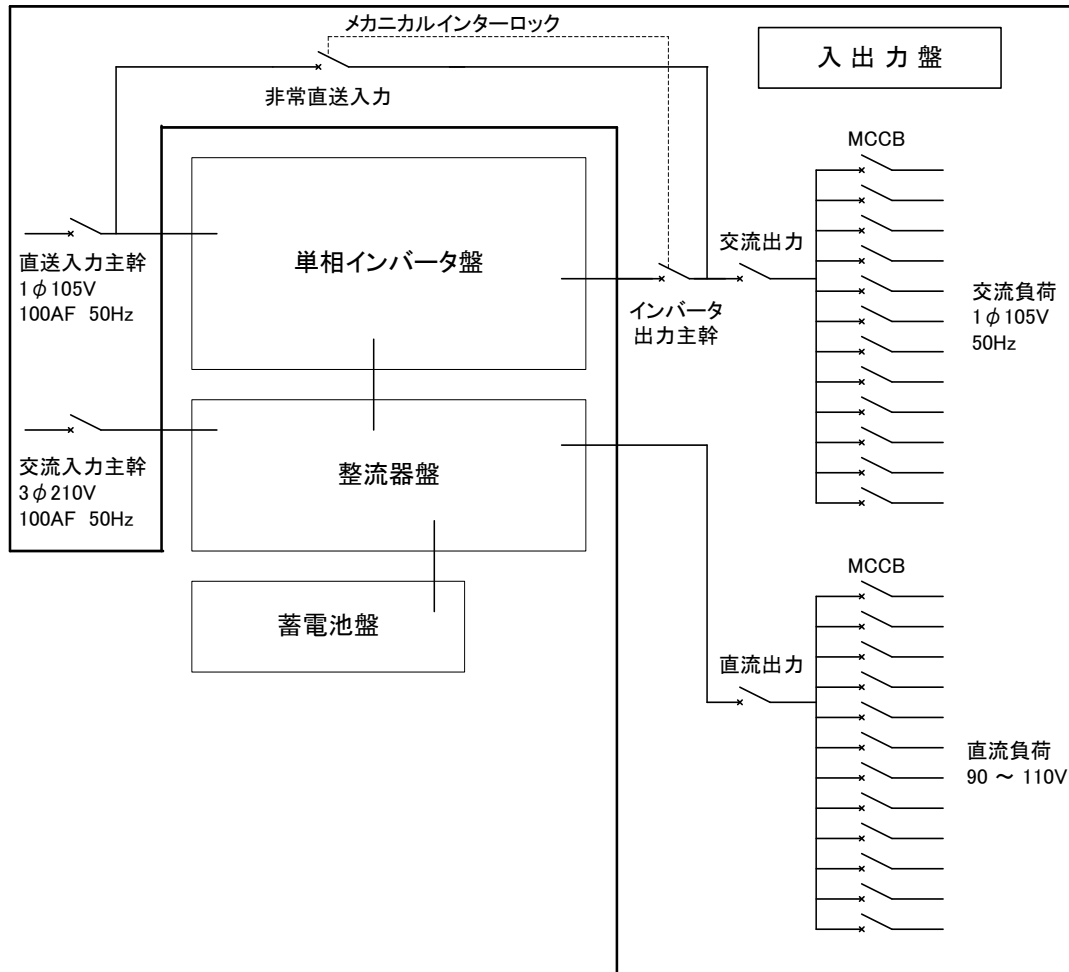 メカニカルインターロック
入出力盤
非常直送入力
MCCB
直送入力主幹
1φ105V
100AF 50Hz
単相インバータ盤
交流出力
インバータ
出力主幹
交流負荷
1φ105V
50Hz
交流入力主幹
3φ210V
100AF 50Hz
整流器盤
MCCB
蓄電池盤
直流出力
直流負荷
90 ～ 110V